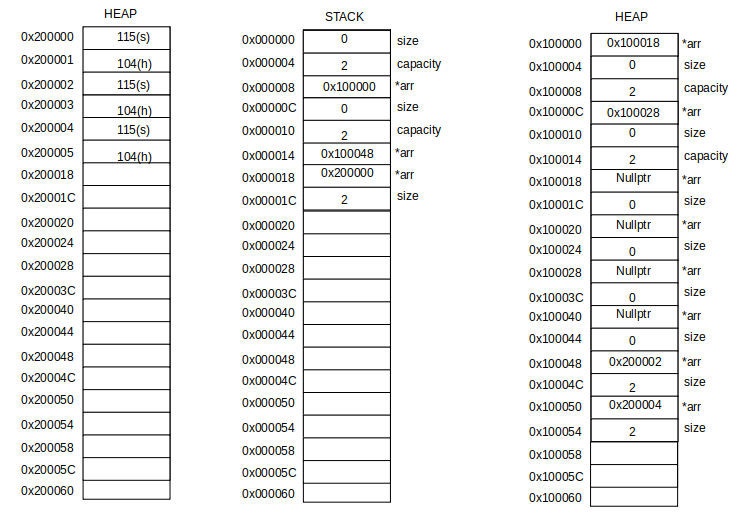 HEAP
0x200000 115(s)
0x200001 104(h)
0x200002 115(s)
0x200003 104(h)
0x200004 115(s)
0x200005 104(h)
0x200018
0x20001C
0x200020
0x200024
0x200028
0x20003C
0x200040
0x200044
0x200048
0x20004C
0x200050
0x200054
0x200058
0x20005C
0x200060
STACK
0x000000 0 size
0x000004 2 capacity
0x000008 0x100000 *arr
0x00000C 0 size
0x000010 2 capacity
0x000014 0x100048 *arr
0x000018 0x200000 *arr
0x00001C 2 size
0x000020
0x000024
0x000028
0x00003C
0x000040
0x000044
0x000048
0x00004C
0x000050
0x000054
0x000058
0x00005C
0x000060
HEAP
0x100000 0x100018 *arr
0x100004 0 size
0x100008 2 capacity
0x10000C 0x100028 *arr
0x100010 0 size
0x100014 2 capacity
0x100018 Nullptr *arr
0x10001C 0 size
0x100020 Nullptr *arr
0x100024 0 size
0x100028 Nullptr *arr
0x10003C 0 size
0x100040 Nullptr *arr
0x100044 0 size
0x100048 0x200002 *arr
0x10004C 2 size
0x100050 0x200004 *arr
0x100054 2 size
0x100058
0x10005C
0x100060